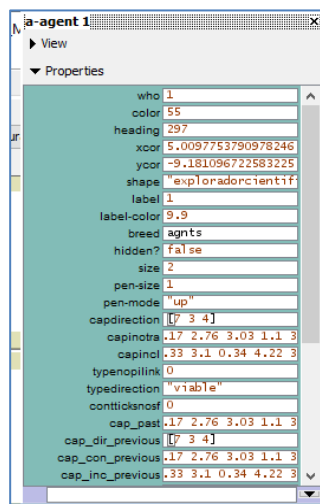 a-agent 1
View
Properties
who 1
color 55
heading 297
xcor 5.0097753790978246
ycor -9.181096722583225
shape "exploradorcientif
label 1
label-color 9.9
breed agnts
hidden? false
size 2
pen-size 1
pen-mode "up"
capdirection [7 3 4]
capinotra .17 2.76 3.03 1.1 3
capincl .33 3.1 0.34 4.22 3
typenopilink 0
typedirection "viable"
contticksnosf 0
cap_past .17 2.76 3.03 1.1 3
cap_dir_previous [7 3 4]
cap_con_previous .17 2.76 3.03 1.1 3
cap_inc_previous .33 3.1 0.34 4.22 3